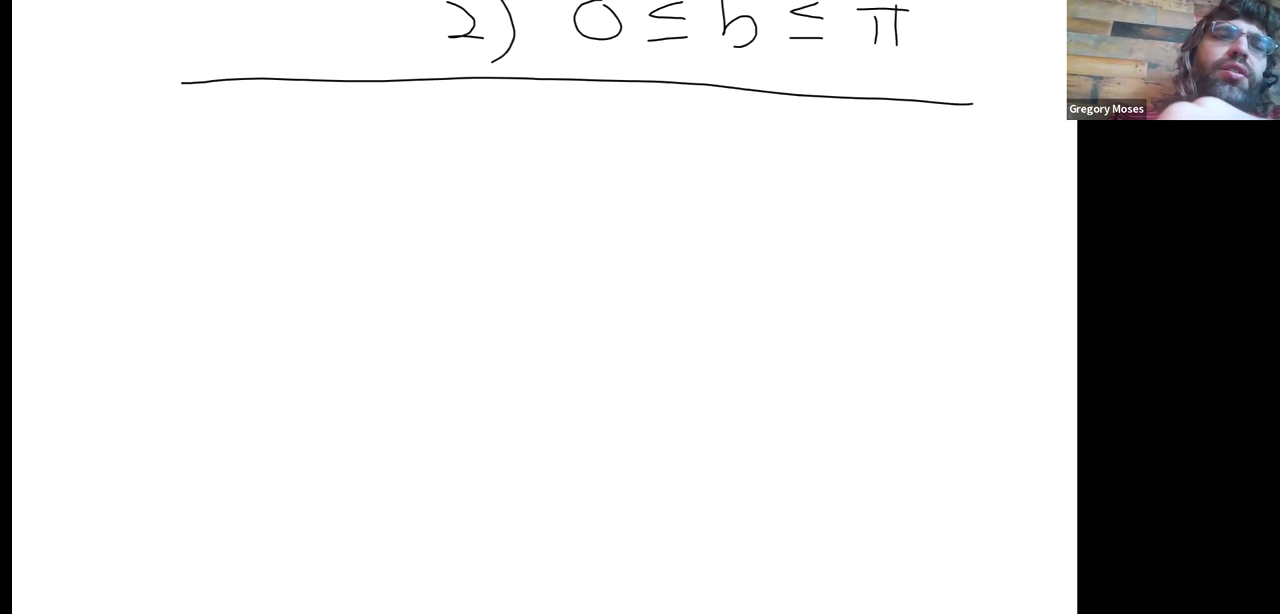 2) 0 ≤ b ≤ π
Gregory Moses